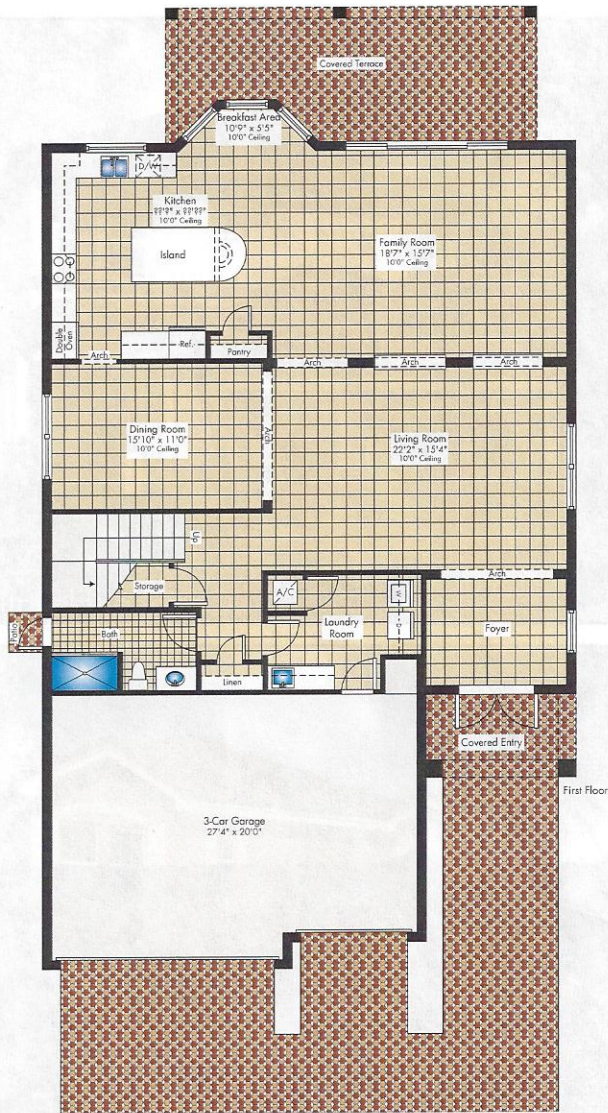 Covered Terrace
Breakfast Area
10'9" x 5'5"
10'0" Ceiling
D/W
Kitchen
??'?" x ??'??"
10'0" Ceiling
Island
Family Room
18'7" x 15'7"
10'0" Ceiling
Double
Oven
Ref.
Pantry
Arch
Arch
Arch
Arch
Dining Room
15'10" x 11'0"
10'0" Ceiling
Arch
Living Room
22'2" x 15'4"
10'0" Ceiling
Up
Storage
A/C
W
D
Arch
Laundry
Room
Foyer
Patio
Bath
Linen
Covered Entry
First Floor
3-Car Garage
27'4" x 20'0"